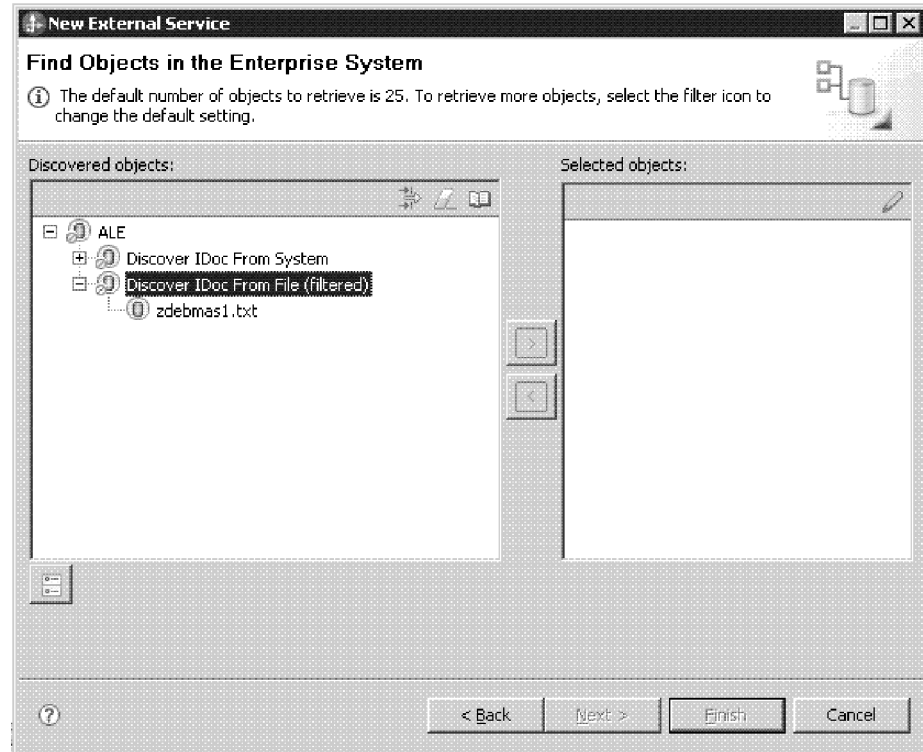 New External Service
Find Objects in the Enterprise System
The default number of objects to retrieve is 25. To retrieve more objects, select the filter icon to
change the default setting.
Discovered objects:
Selected objects:
ALE
Discover IDoc From System
Discover IDoc From File (filtered)
zdebmas1.txt
>
<
< Back
Next >
Finish
Cancel